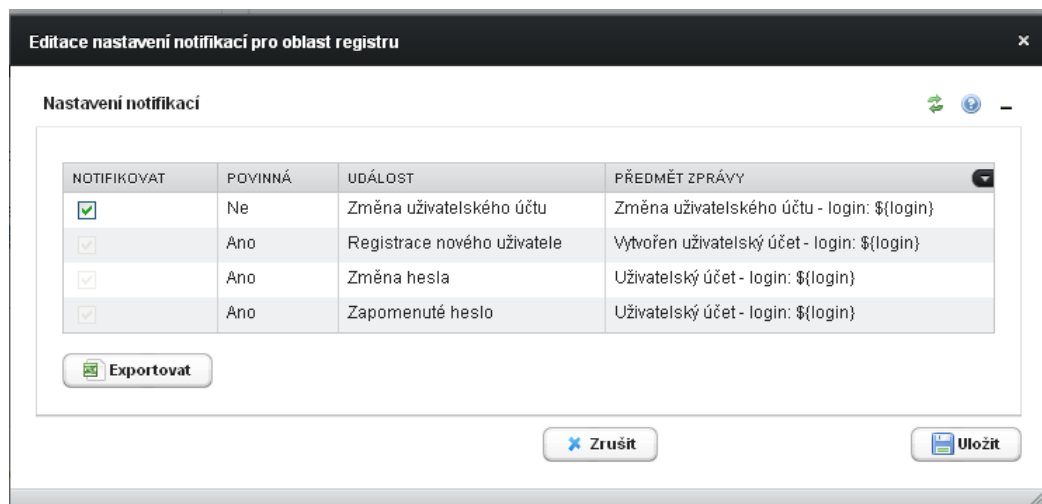 Editace nastavení notifikací pro oblast registru
Nastavení notifikací
NOTIFIKOVAT POVINNÁ UDÁLOST PŘEDMĚT ZPRÁVY
Ne Změna uživatelského účtu Změna uživatelského účtu - login: ${login}
Ano Registrace nového uživatele Vytvořen uživatelský účet - login: ${login}
Ano Změna hesla Uživatelský účet - login: ${login}
Ano Zapomenuté heslo Uživatelský účet - login: ${login}
Exportovat
Zrušit Uložit